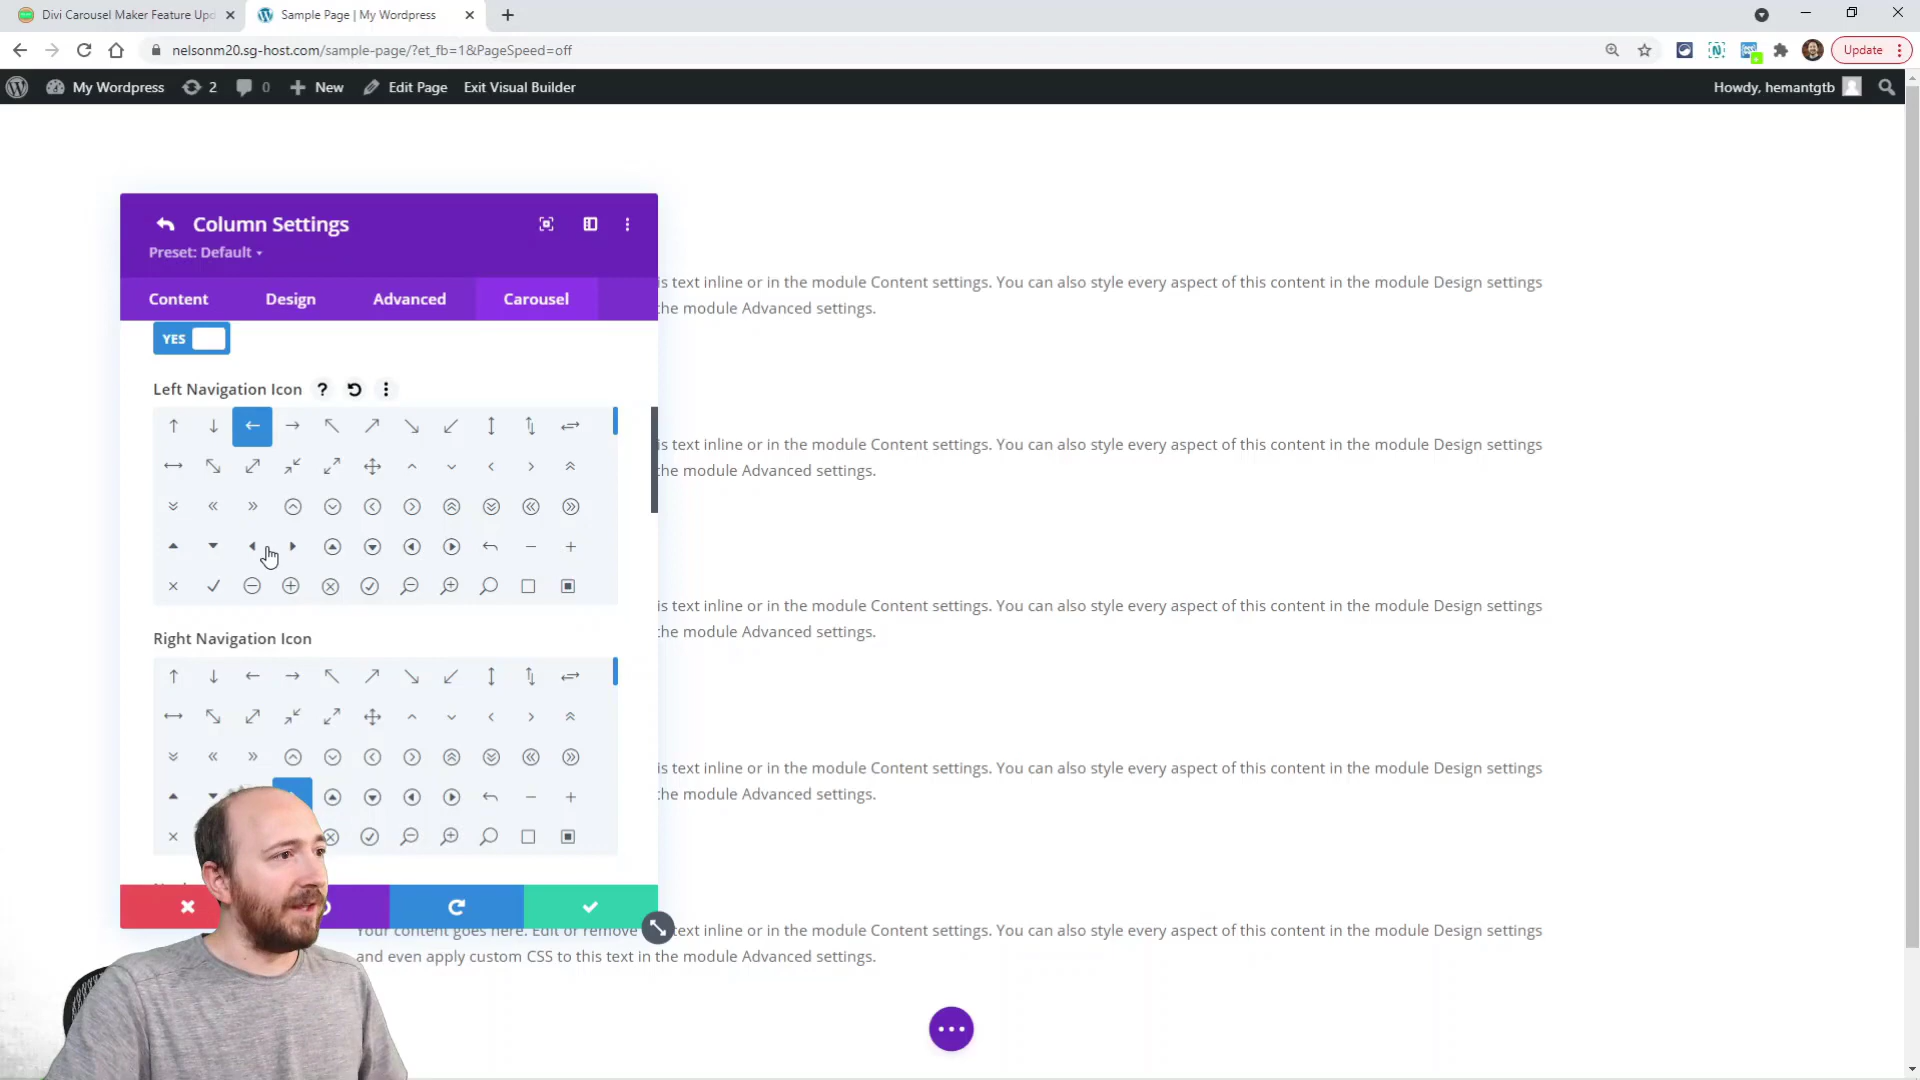 Divi Carousel Maker Feature Upd
Sample Page | My Wordpress
nelsonm20.sg-host.com/sample-page/?et_fb=1&PageSpeed=off
Update
My Wordpress 2 0 New Edit Page Exit Visual Builder
Howdy, hemantgtb
Column Settings
Preset: Default
Content Design Advanced Carousel
YES
Left Navigation Icon ?
Right Navigation Icon
is text inline or in the module Content settings. You can also style every aspect of this content in the module Design settings
the module Advanced settings.
is text inline or in the module Content settings. You can also style every aspect of this content in the module Design settings
the module Advanced settings.
is text inline or in the module Content settings. You can also style every aspect of this content in the module Design settings
the module Advanced settings.
is text inline or in the module Content settings. You can also style every aspect of this content in the module Design settings
the module Advanced settings.
Your content goes here. Edit or remove text inline or in the module Content settings. You can also style every aspect of this content in the module Design settings
and even apply custom CSS to this text in the module Advanced settings.